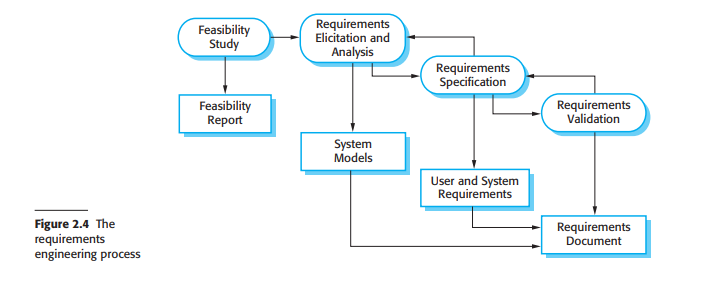 Feasibility
Study
Requirements
Elicitation and
Analysis
Requirements
Specification
Requirements
Validation
Feasibility
Report
System
Models
User and System
Requirements
Requirements
Document
Figure 2.4 The
requirements
engineering process